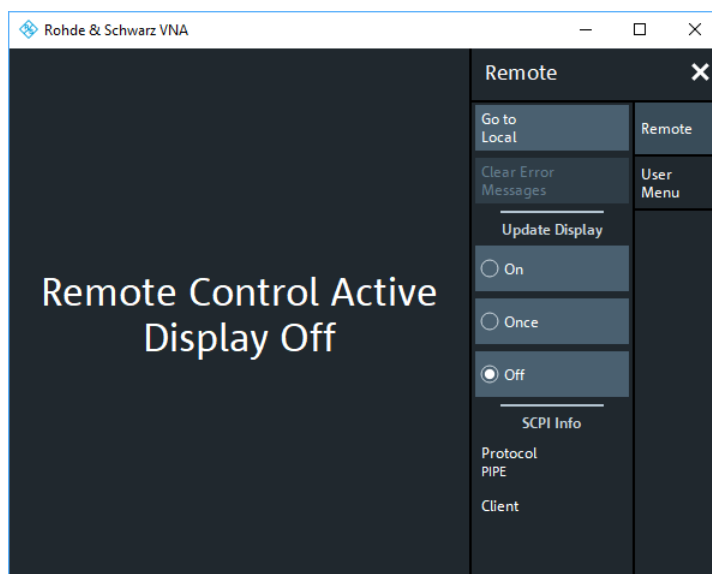 Rohde & Schwarz VNA
Remote Control Active
Display Off
Remote
Go to
Local
Clear Error
Messages
Update Display
On
Once
Off
SCPI Info
Protocol
PIPE
Client
Remote
User
Menu